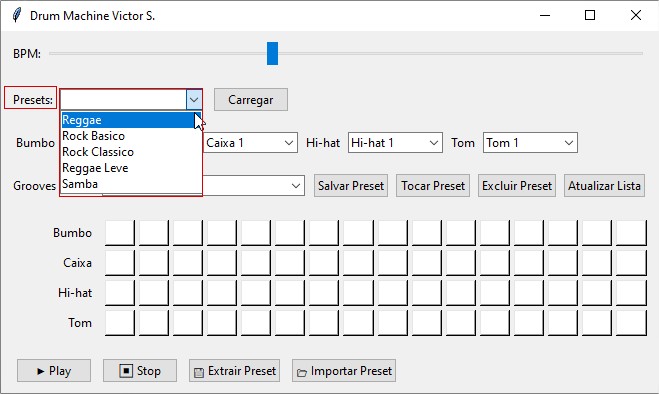 Drum Machine Victor S.
BPM:
Presets: Carregar
Reggae
Rock Basico
Rock Classico
Reggae Leve
Samba
Bumbo Caixa 1 Hi-hat Hi-hat 1 Tom Tom 1
Grooves Salvar Preset Tocar Preset Excluir Preset Atualizar Lista
Bumbo
Caixa
Hi-hat
Tom
Play Stop Extrair Preset Importar Preset